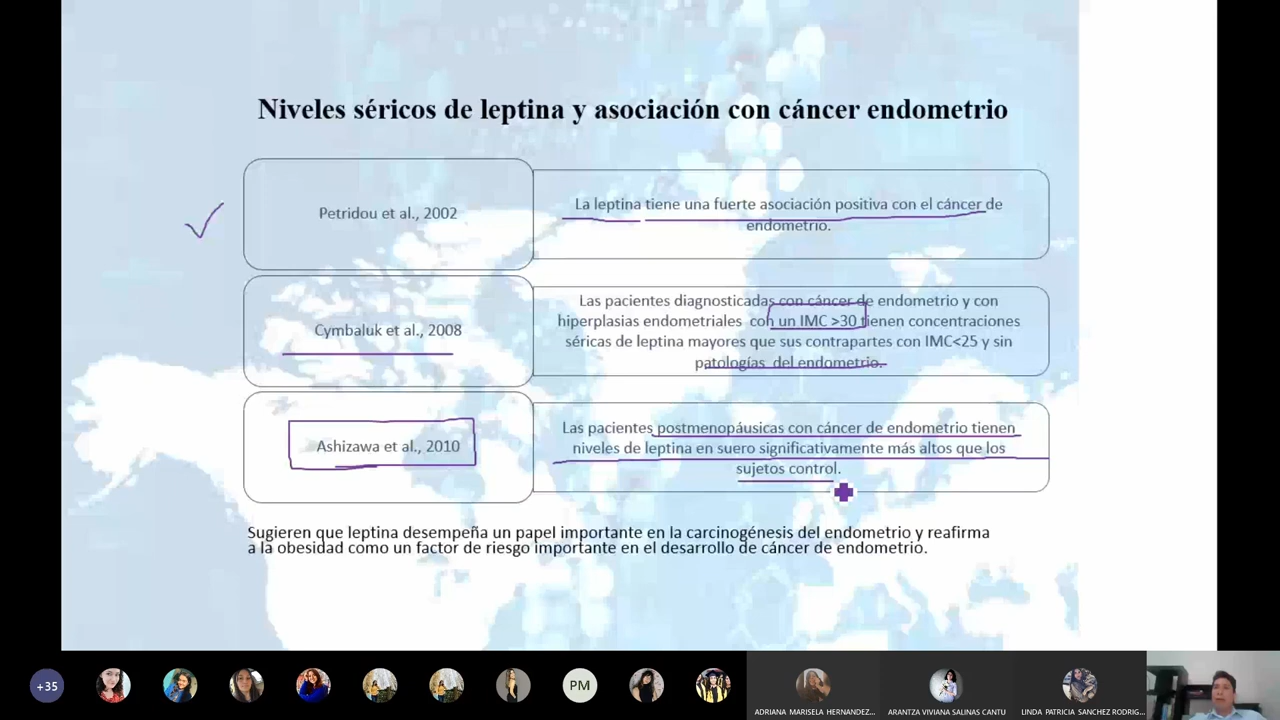 Niveles séricos de leptina y asociación con cáncer endometrio
Petridou et al., 2002
La leptina tiene una fuerte asociación positiva con el cáncer de
endometrio.
Cymbaluk et al., 2008
Las pacientes diagnosticadas con cáncer de endometrio y con
hiperplasias endometriales con un IMC >30 tienen concentraciones
séricas de leptina mayores que sus contrapartes con IMC<25 y sin
patologías del endometrio.
Ashizawa et al., 2010
Las pacientes postmenopáusicas con cáncer de endometrio tienen
niveles de leptina en suero significativamente más altos que los
sujetos control.
Sugieren que leptina desempeña un papel importante en la carcinogénesis del endometrio y reafirma
a la obesidad como un factor de riesgo importante en el desarrollo de cáncer de endometrio.
+35
PM
ADRIANA MARISELA HERNANDEZ...
ARANTZA VIVIANA SALINAS CANTU
LINDA PATRICIA SANCHEZ RODRIG...